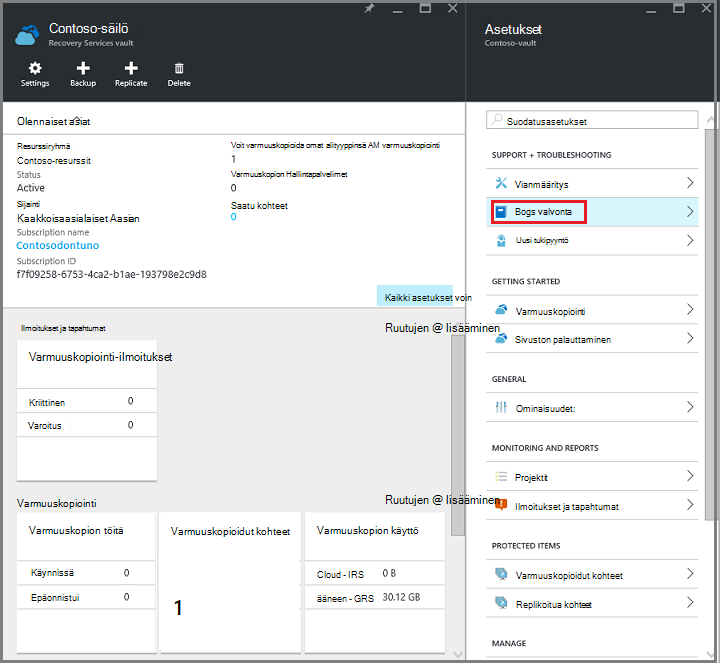 Contoso-säilö
Recovery Services vault
Settings
Backup
Replicate
Delete
Olennaiset asiat
Resurssiryhmä
Contoso-resurssit
Status
Active
Sijainti
Kaakkoisaasialaiset Aasian
Subscription name
Contosodontuno
Subscription ID
f7f09258-6753-4ca2-b1ae-193798e2c9d8
Voit varmuuskopioida omat alityyppinsä AM varmuuskopiointi
1
Varmuuskopion Hallintapalvelimet
0
Saatu kohteet
0
Kaikki asetukset voin
Ilmoitukset ja tapahtumat
Ruutujen @ lisääminen
Varmuuskopiointi-ilmoitukset
Kriittinen 0
Varoitus 0
Varmuuskopiointi
Ruutujen @ lisääminen
Varmuuskopion töitä
Käynnissä 0
Epäonnistui 0
Varmuuskopioidut kohteet
1
Varmuuskopion käyttö
Cloud - IRS 0 B
ääneen - GRS 30,12 GB
Asetukset
Contoso-vault
Suodatusasetukset
SUPPORT + TROUBLESHOOTING
Vianmääritys
Bogs valvonta
Uusi tukipyyntö
GETTING STARTED
Varmuuskopiointi
Sivuston palauttaminen
GENERAL
Ominaisuudet:
MONITORING AND REPORTS
Projektit
Ilmoitukset ja tapahtumat
PROTECTED ITEMS
Varmuuskopioidut kohteet
Replikoitua kohteet
MANAGE